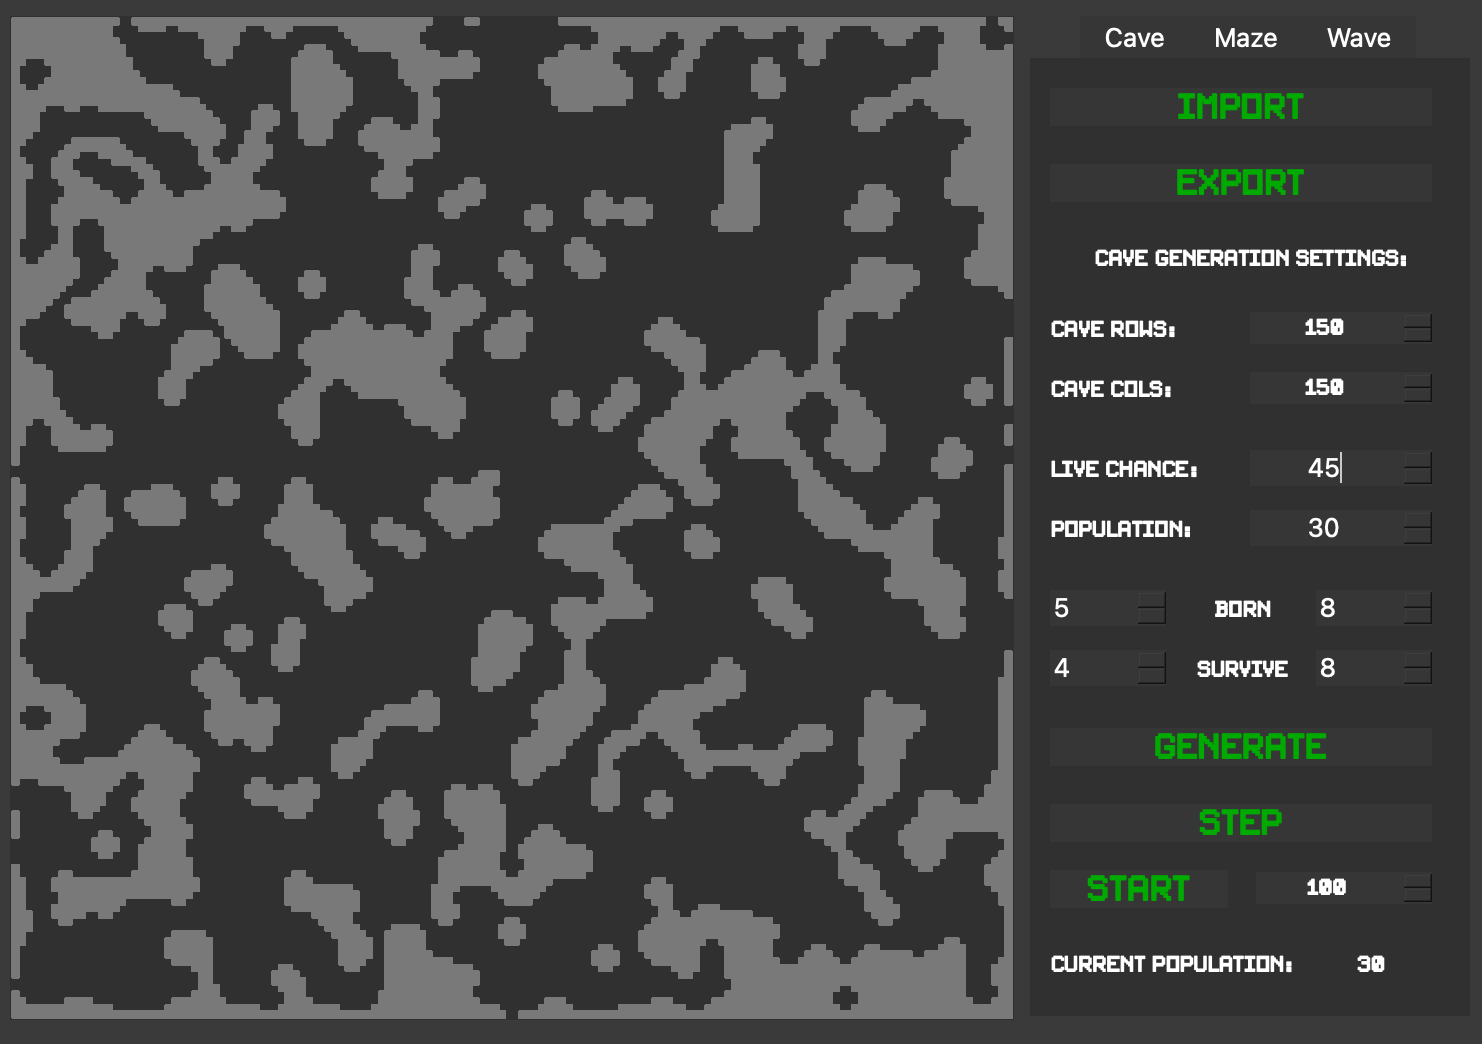 Cave Maze Wave
IMPORT
EXPORT
CAVE GENERATION SETTINGS:
CAVE ROWS: 150
CAVE COLS: 150
LIVE CHANCE: 45
POPULATION: 30
5 BORN 8
4 SURVIVE 8
GENERATE
STEP
START 100
CURRENT POPULATION: 30